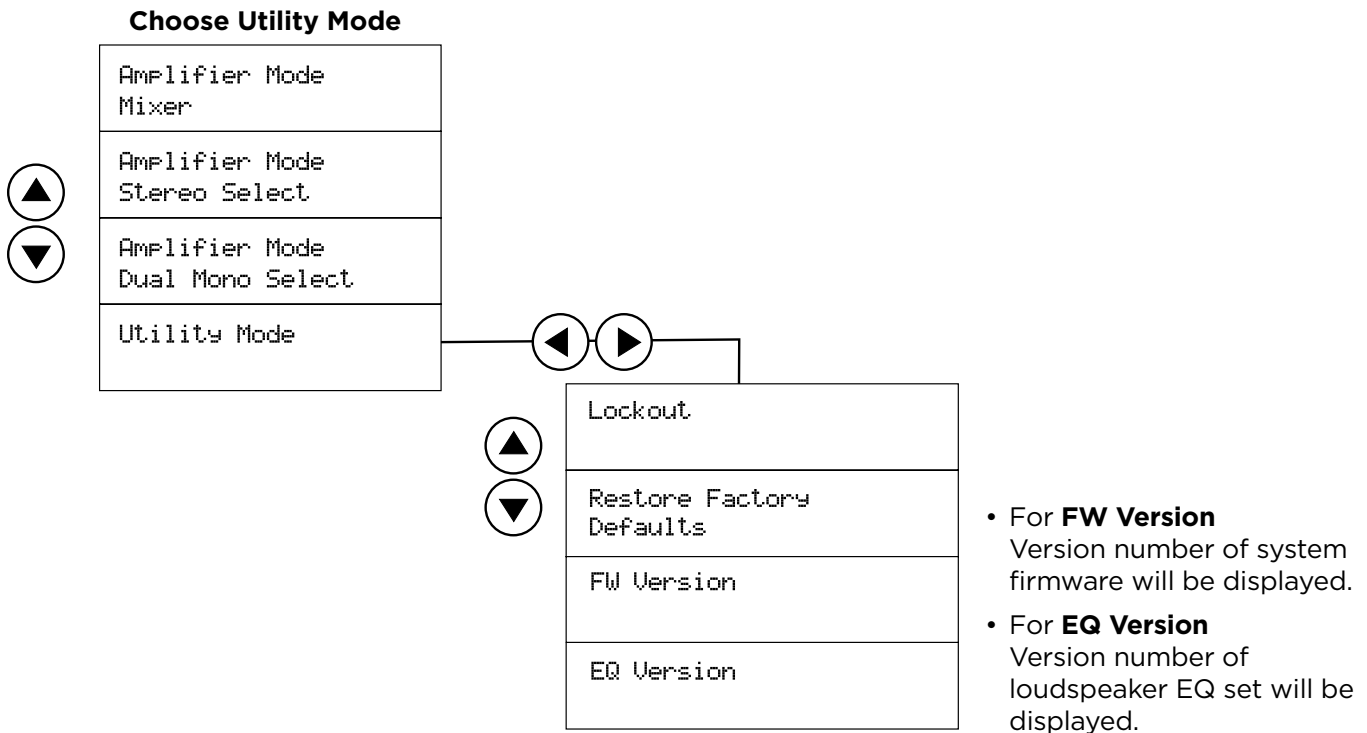 Choose Utility Mode
Amplifier Mode
Mixer
Amplifier Mode
Stereo Select
Amplifier Mode
Dual Mono Select
Utility Mode
Lockout
Restore Factory
Defaults
FW Version
EQ Version
• For FW Version
Version number of system
firmware will be displayed.
• For EQ Version
Version number of
loudspeaker EQ set will be
displayed.